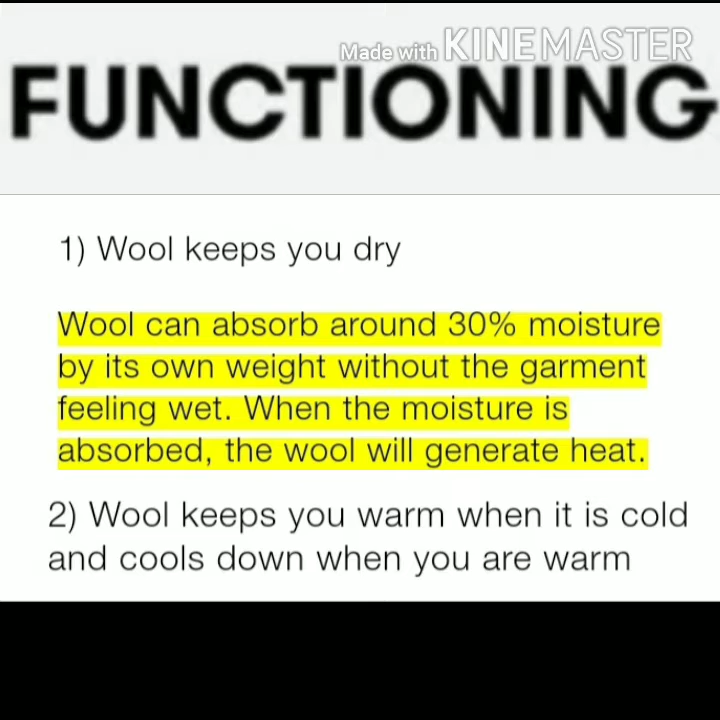 Made with KINEMASTER
FUNCTIONING
1) Wool keeps you dry
Wool can absorb around 30% moisture
by its own weight without the garment
feeling wet. When the moisture is
absorbed, the wool will generate heat.
2) Wool keeps you warm when it is cold
and cools down when you are warm